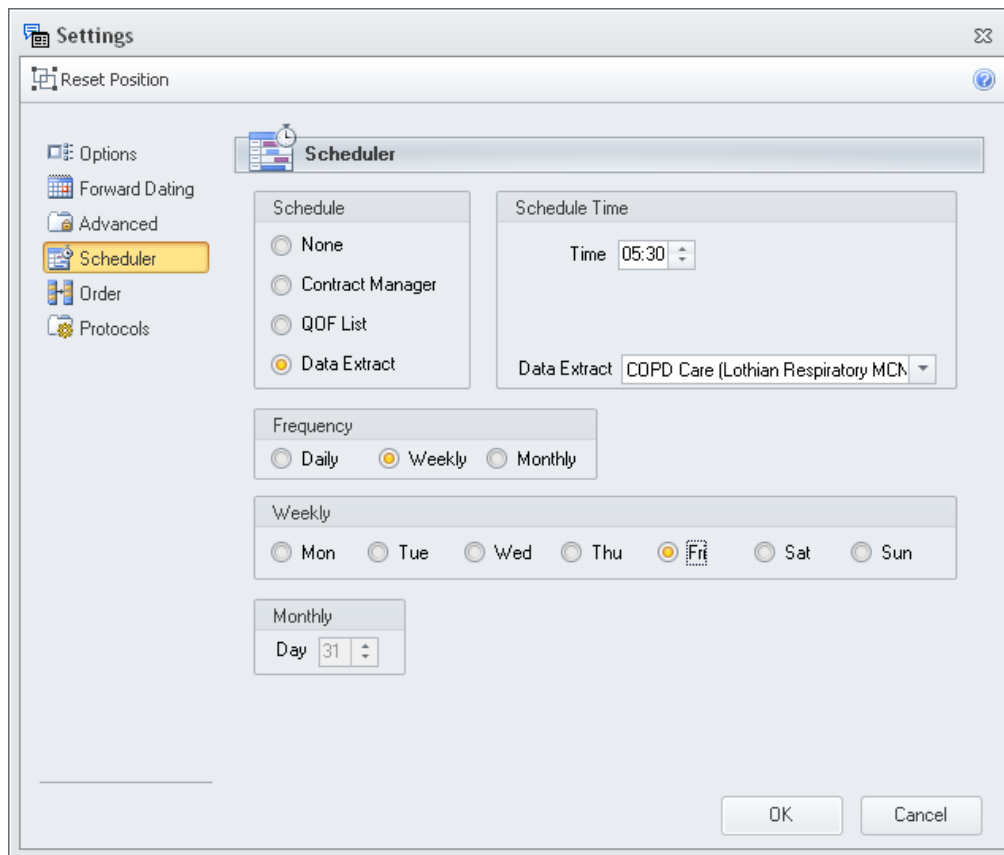 Settings
Reset Position
Options
Forward Dating
Advanced
Scheduler
Order
Protocols
Scheduler
Schedule
None
Contract Manager
QOF List
Data Extract
Schedule Time
Time 05:30
Data Extract COPD Care (Lothian Respiratory MCN
Frequency
Daily Weekly Monthly
Weekly
Mon Tue Wed Thu Fri Sat Sun
Monthly
Day 31
OK Cancel